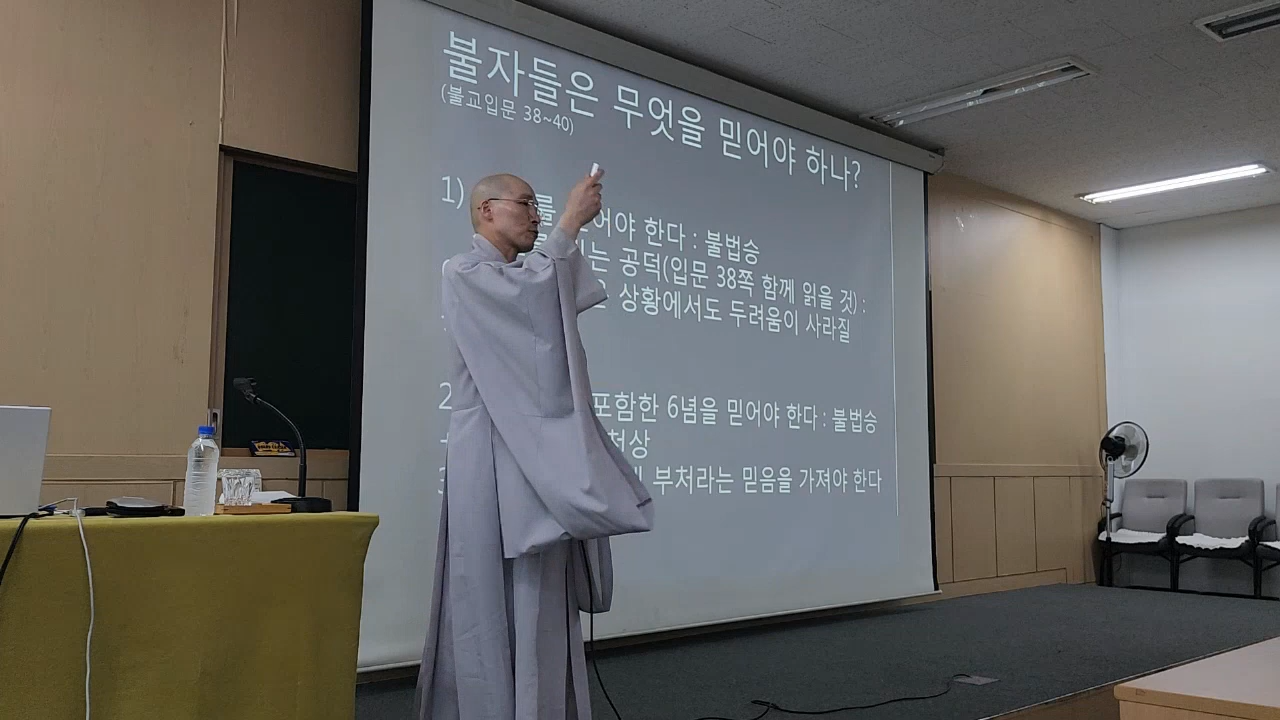 불자들은 무엇을 믿어야 하나?
(불교입문 38~40)
1) 를 어야 한다 : 불법승
는 공덕(입문 38쪽 함께 읽을 것) :
상황에서도 두려움이 사라질
2 포함한 6념을 믿어야 한다 : 불법승
천상
부처라는 믿음을 가져야 한다